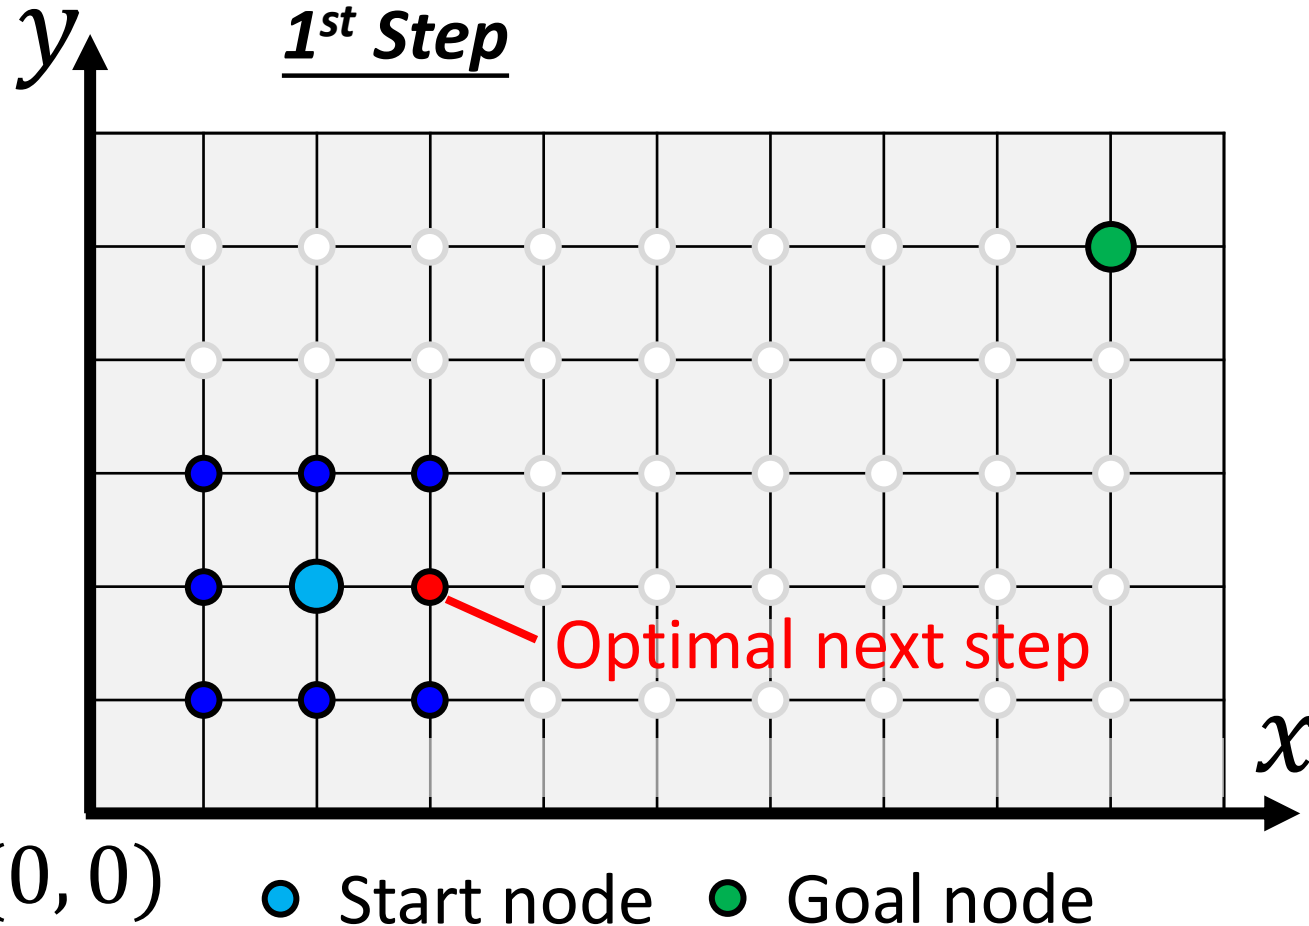 y
1st Step
Optimal next step
x
(0, 0)
Start node
Goal node